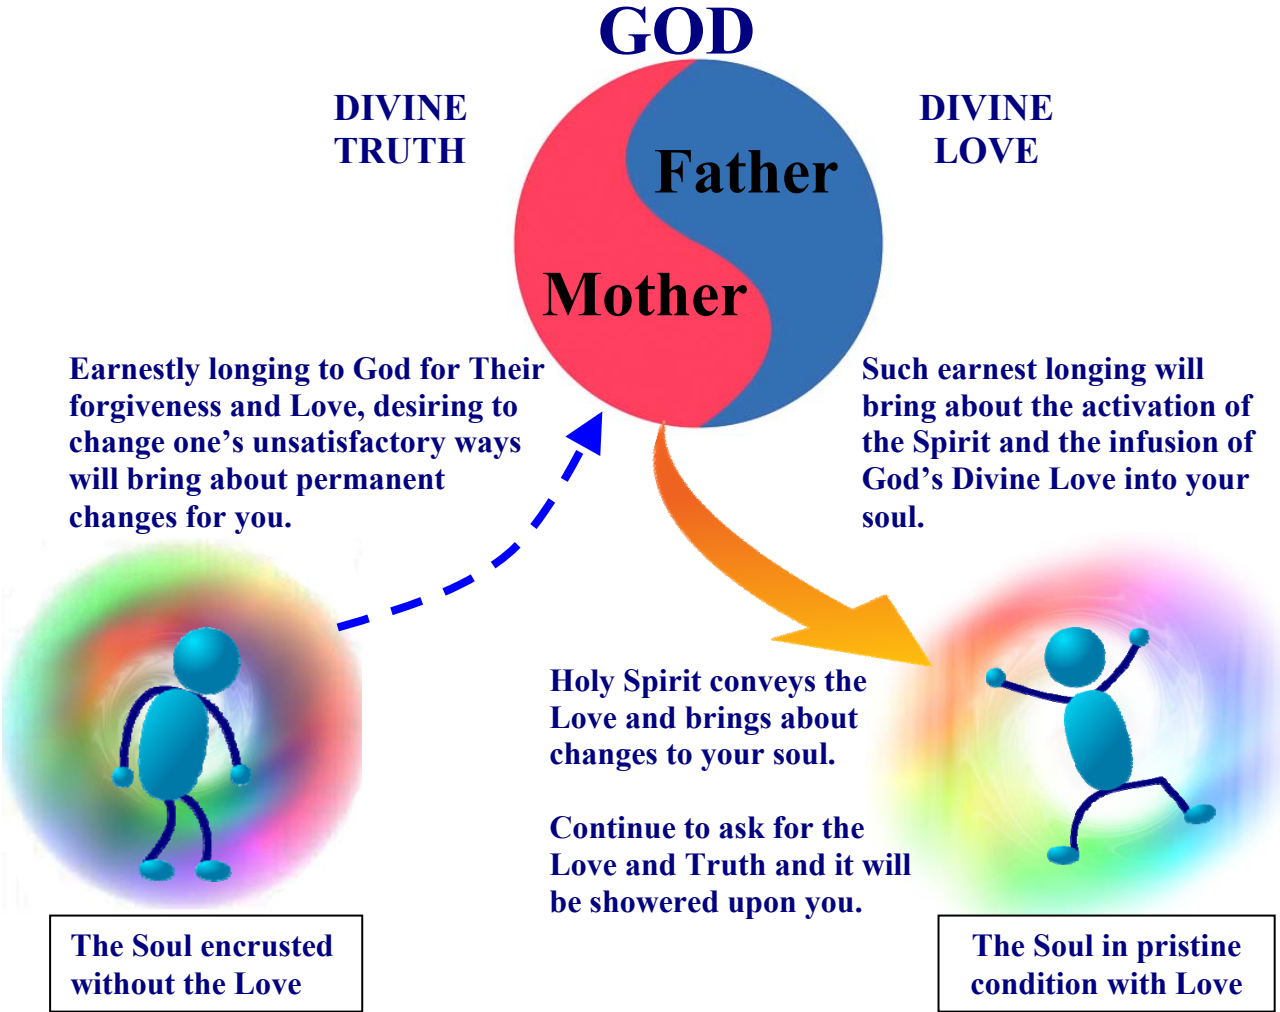 GOD
DIVINE
TRUTH
DIVINE
LOVE
Father
Mother
Earnestly longing to God for Their
forgiveness and Love, desiring to
change one’s unsatisfactory ways
will bring about permanent
changes for you.
Such earnest longing will
bring about the activation of
the Spirit and the infusion of
God’s Divine Love into your
soul.
Holy Spirit conveys the
Love and brings about
changes to your soul.
Continue to ask for the
Love and Truth and it will
be showered upon you.
The Soul encrusted
without the Love
The Soul in pristine
condition with Love